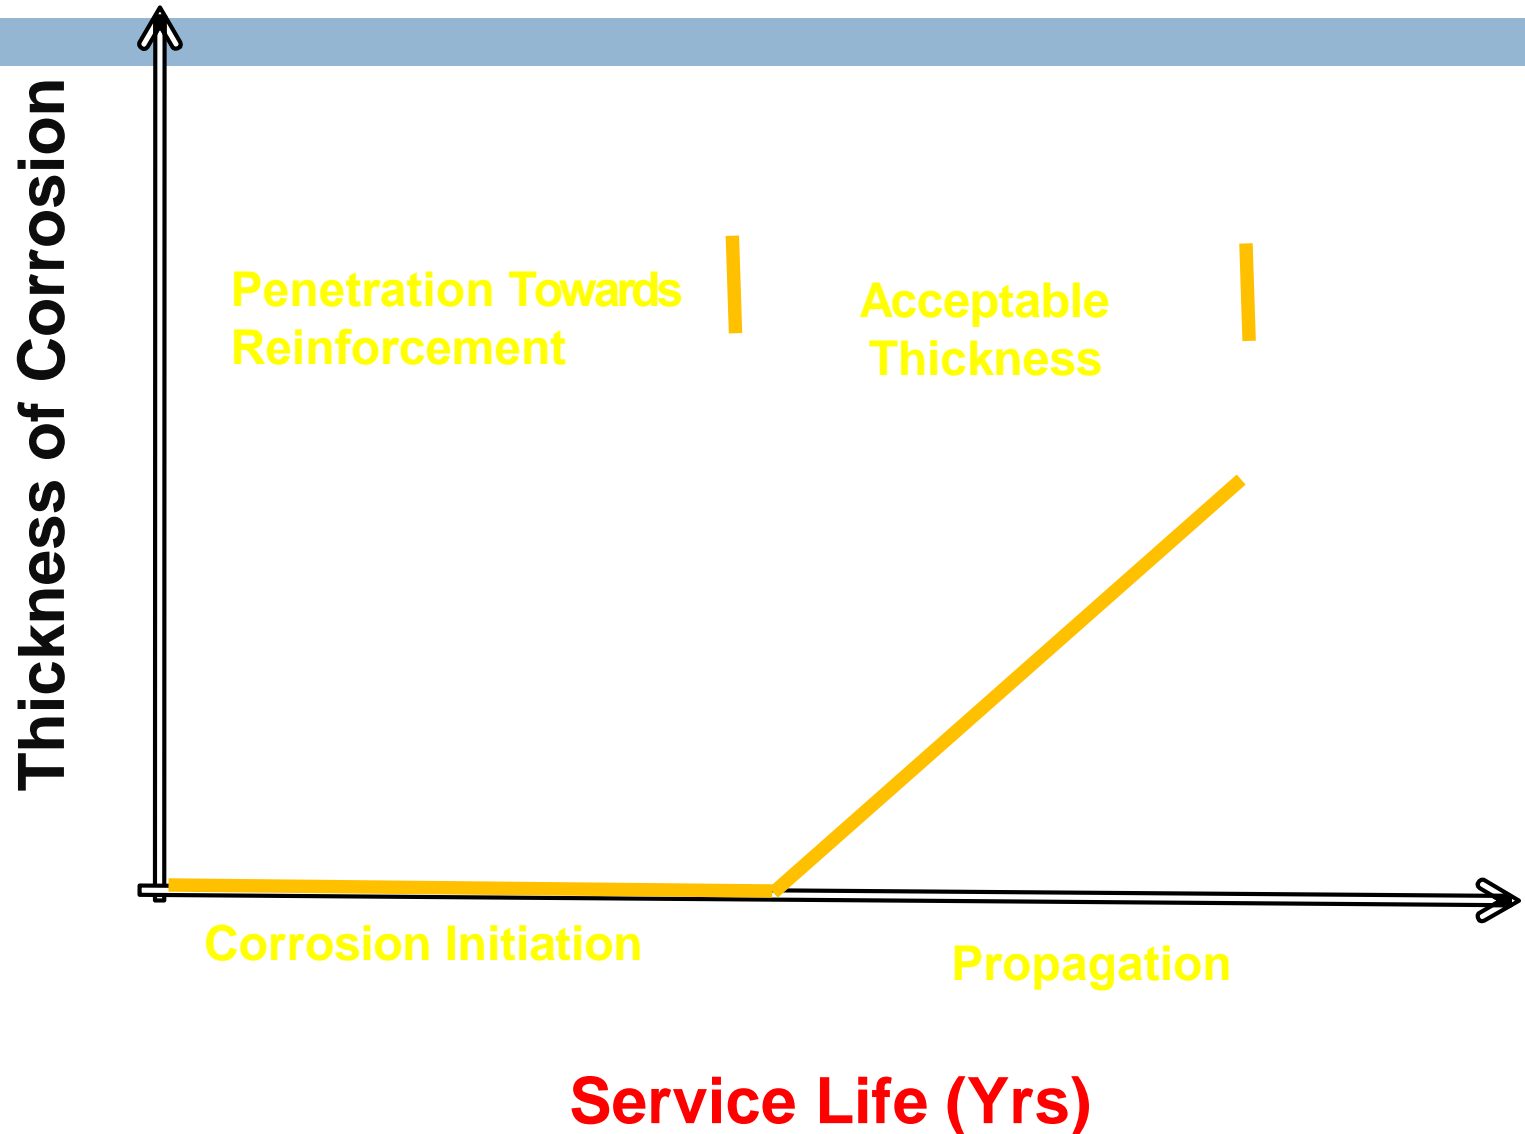 Thickness of Corrosion
Penetration Towards
Reinforcement
Acceptable
Thickness
Corrosion Initiation
Propagation
Service Life (Yrs)